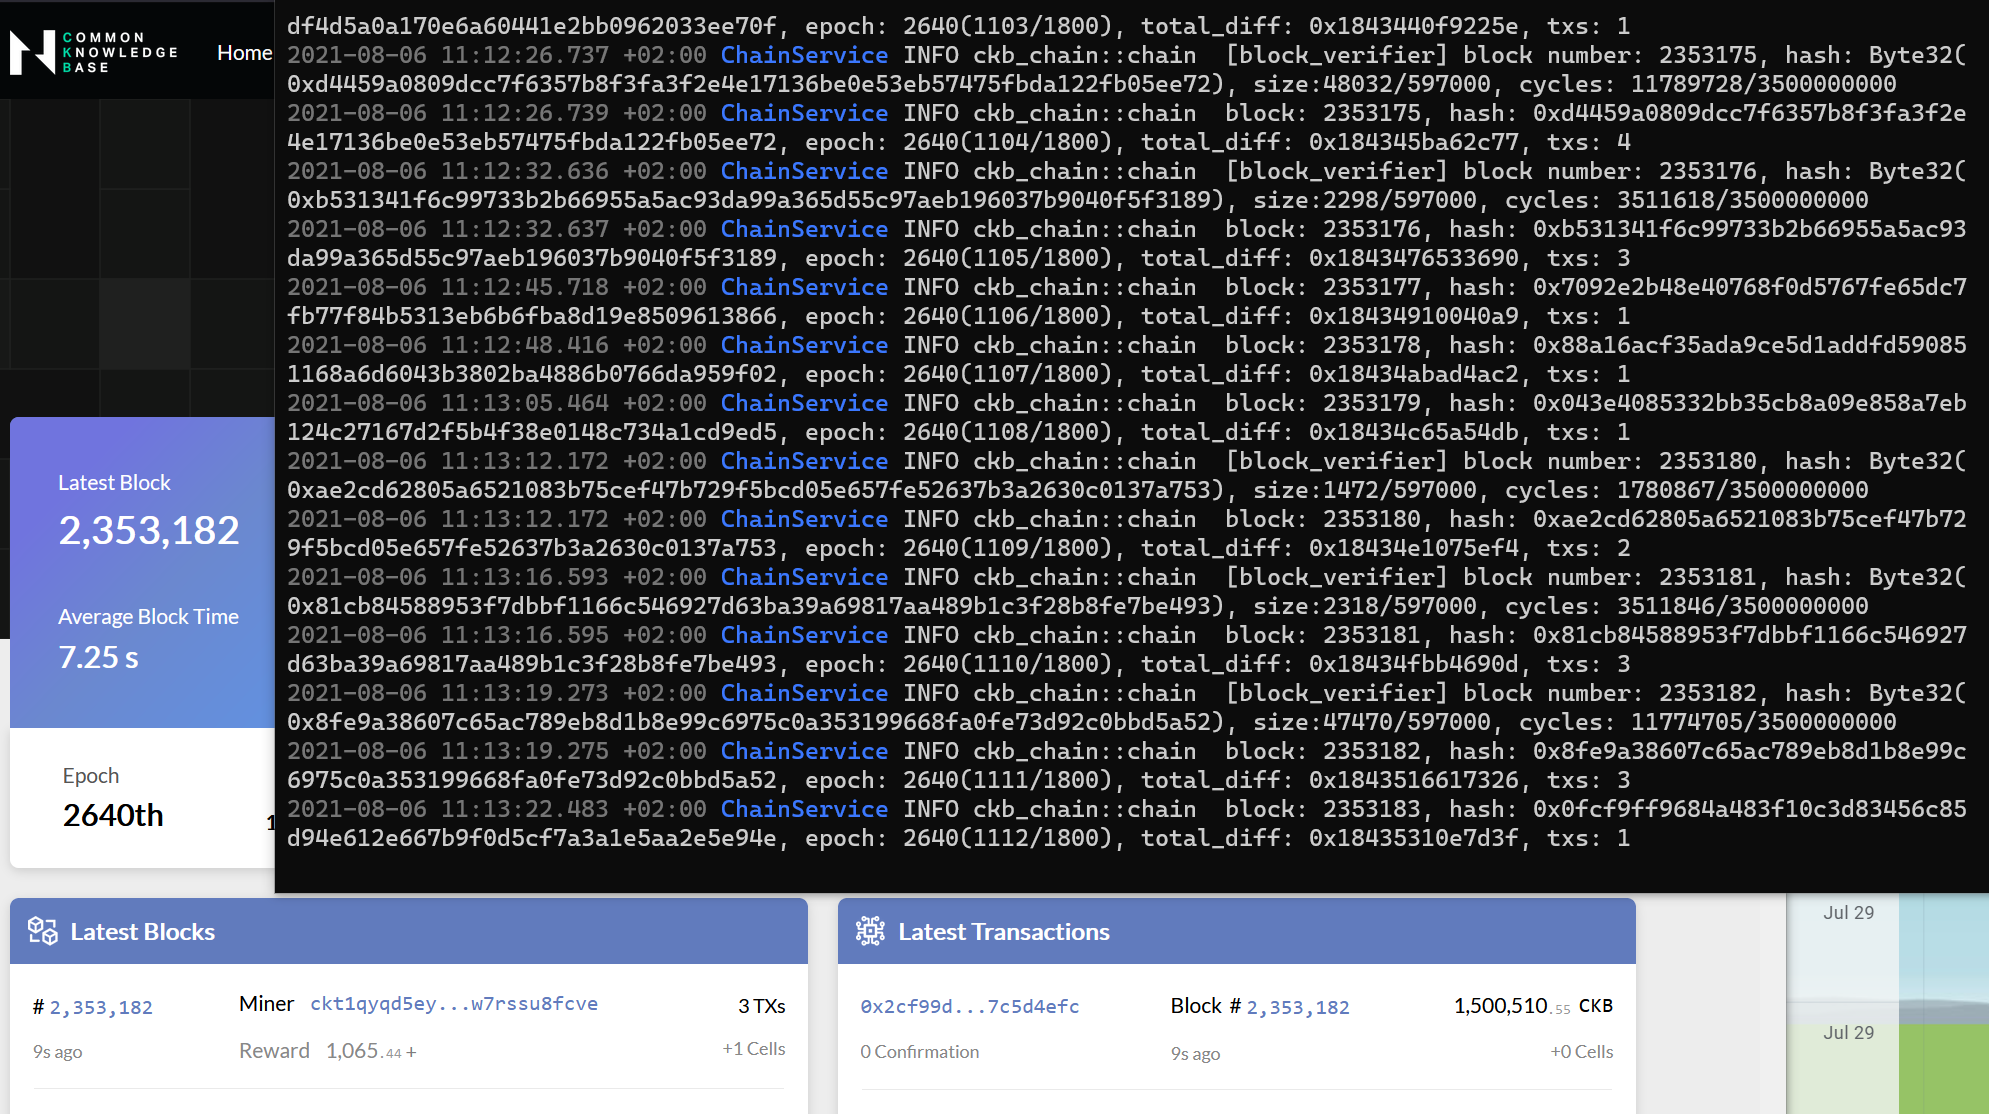 COMMON
KNOWLEDGE
BASE
Home
df4d5a0a170e6a60441e2bb0962033ee70f, epoch: 2640(1103/1800), total_diff: 0x1843440f9225e, txs: 1
2021-08-06 11:12:26.737 +02:00 ChainService INFO ckb_chain::chain  [block_verifier] block number: 2353175, hash: Byte32(
0xd4459a0809dcc7f6357b8f3fa3f2e4e17136be0e53eb57475fbda122fb05ee72), size:48032/597000, cycles: 11789728/3500000000
2021-08-06 11:12:26.739 +02:00 ChainService INFO ckb_chain::chain  block: 2353175, hash: 0xd4459a0809dcc7f6357b8f3fa3f2e
4e17136be0e53eb57475fbda122fb05ee72, epoch: 2640(1104/1800), total_diff: 0x184345ba62c77, txs: 4
2021-08-06 11:12:32.636 +02:00 ChainService INFO ckb_chain::chain  [block_verifier] block number: 2353176, hash: Byte32(
0xb531341f6c99733b2b66955a5ac93da99a365d55c97aeb196037b9040f5f3189), size:2298/597000, cycles: 3511618/3500000000
2021-08-06 11:12:32.637 +02:00 ChainService INFO ckb_chain::chain  block: 2353176, hash: 0xb531341f6c99733b2b66955a5ac93
da99a365d55c97aeb196037b9040f5f3189, epoch: 2640(1105/1800), total_diff: 0x1843476533690, txs: 3
2021-08-06 11:12:45.718 +02:00 ChainService INFO ckb_chain::chain  block: 2353177, hash: 0x7092e2b48e40768f0d5767fe65dc7
fb77f84b5313eb6b6fba8d19e8509613866, epoch: 2640(1106/1800), total_diff: 0x18434910040a9, txs: 1
2021-08-06 11:12:48.416 +02:00 ChainService INFO ckb_chain::chain  block: 2353178, hash: 0x88a16acf35ada9ce5d1addfd59085
1168a6d6043b3802ba4886b0766da959f02, epoch: 2640(1107/1800), total_diff: 0x18434abad4ac2, txs: 1
2021-08-06 11:13:05.464 +02:00 ChainService INFO ckb_chain::chain  block: 2353179, hash: 0x043e4085332bb35cb8a09e858a7eb
124c27167d2f5b4f38e0148c734a1cd9ed5, epoch: 2640(1108/1800), total_diff: 0x18434c65a54db, txs: 1
2021-08-06 11:13:12.172 +02:00 ChainService INFO ckb_chain::chain  [block_verifier] block number: 2353180, hash: Byte32(
0xae2cd62805a6521083b75cef47b729f5bcd05e657fe52637b3a2630c0137a753), size:1472/597000, cycles: 1780867/3500000000
2021-08-06 11:13:12.172 +02:00 ChainService INFO ckb_chain::chain  block: 2353180, hash: 0xae2cd62805a6521083b75cef47b72
9f5bcd05e657fe52637b3a2630c0137a753, epoch: 2640(1109/1800), total_diff: 0x18434e1075ef4, txs: 2
2021-08-06 11:13:16.593 +02:00 ChainService INFO ckb_chain::chain  [block_verifier] block number: 2353181, hash: Byte32(
0x81cb84588953f7dbbf1166c546927d63ba39a69817aa489b1c3f28b8fe7be493), size:2318/597000, cycles: 3511846/3500000000
2021-08-06 11:13:16.595 +02:00 ChainService INFO ckb_chain::chain  block: 2353181, hash: 0x81cb84588953f7dbbf1166c546927
d63ba39a69817aa489b1c3f28b8fe7be493, epoch: 2640(1110/1800), total_diff: 0x18434fbb4690d, txs: 3
2021-08-06 11:13:19.273 +02:00 ChainService INFO ckb_chain::chain  [block_verifier] block number: 2353182, hash: Byte32(
0x8fe9a38607c65ac789eb8d1b8e99c6975c0a353199668fa0fe73d92c0bbd5a52), size:47470/597000, cycles: 11774705/3500000000
2021-08-06 11:13:19.275 +02:00 ChainService INFO ckb_chain::chain  block: 2353182, hash: 0x8fe9a38607c65ac789eb8d1b8e99c
6975c0a353199668fa0fe73d92c0bbd5a52, epoch: 2640(1111/1800), total_diff: 0x1843516617326, txs: 3
2021-08-06 11:13:22.483 +02:00 ChainService INFO ckb_chain::chain  block: 2353183, hash: 0x0fcf9ff9684a483f10c3d83456c85
d94e612e667b9f0d5cf7a3a1e5aa2e5e94e, epoch: 2640(1112/1800), total_diff: 0x18435310e7d3f, txs: 1
Latest Block
2,353,182
Average Block Time
7.25 s
Epoch
2640th
1
Latest Blocks
# 2,353,182 Miner ckt1qyqd5ey...w7rssu8fcve 3 TXs
9s ago Reward 1,065.44 + +1 Cells
Latest Transactions
0x2cf99d...7c5d4efc Block # 2,353,182 1,500,510.55 CKB
0 Confirmation 9s ago +0 Cells
Jul 29
Jul 29